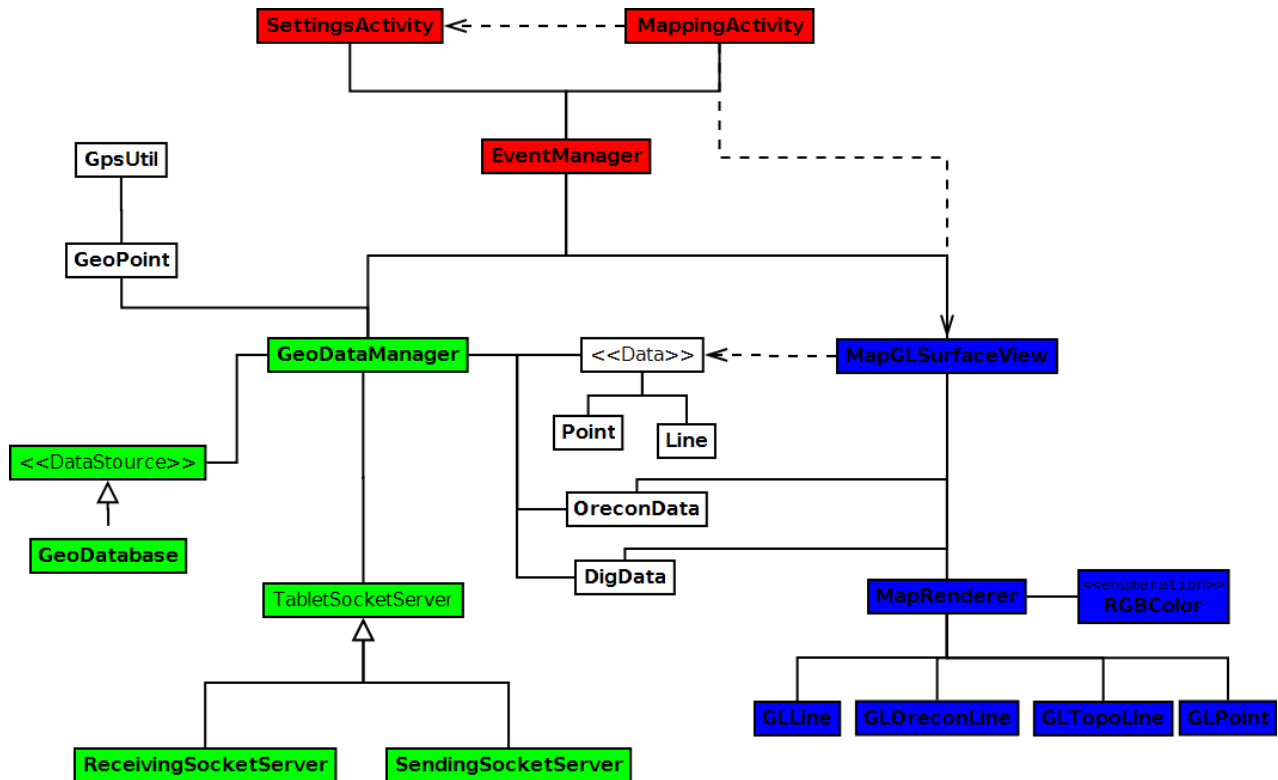 SettingsActivity
MappingActivity
EventManager
GpsUtil
GeoPoint
GeoDataManager
<<Data>>
MapGLSurfaceView
Point
Line
<<DataStource>>
OreconData
GeoDatabase
DigData
TabletSocketServer
MapRenderer
<<enumeration>>
RGBColor
GLLine
GLOreconLine
GLTopoLine
GLPoint
ReceivingSocketServer
SendingSocketServer